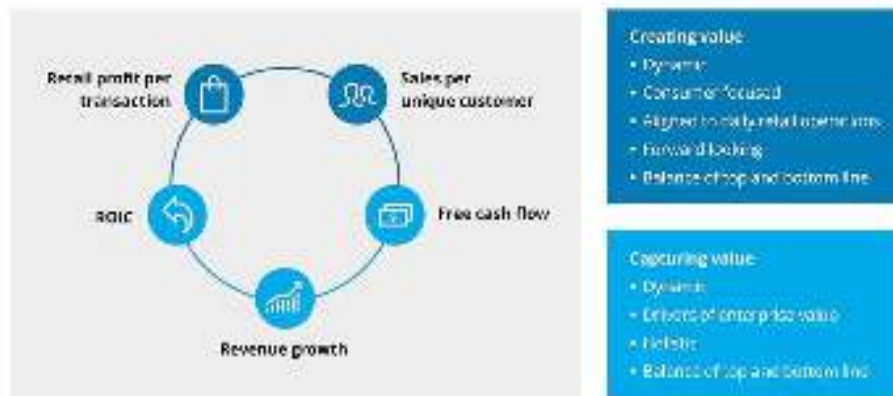 Retail profit per
transaction
Sales per
unique customer
ROIC
Free cash flow
Revenue growth
Creating value
• Dynamic
• Consumer focused
• Aligned to daily retail operations
• Forward looking
• Balance of top and bottom line
Capturing value
• Dynamic
• Drivers of enterprise value
• Holistic
• Balance of top and bottom line